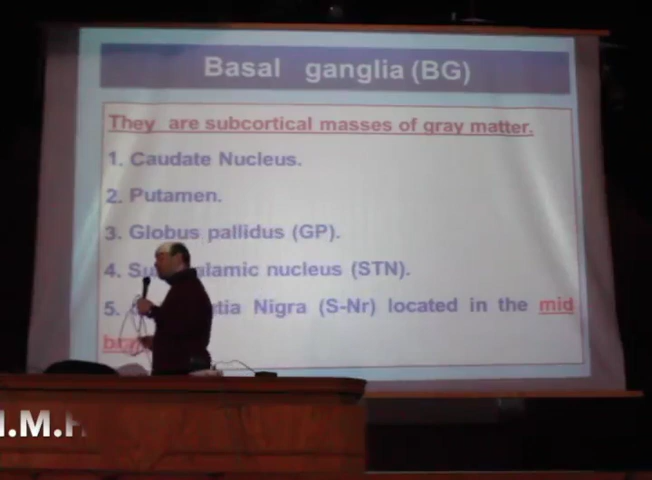 Basal ganglia (BG)
They are subcortical masses of gray matter.
1. Caudate Nucleus.
2. Putamen.
3. Globus pallidus (GP).
4. alamic nucleus (STN).
5. tia Nigra (S-Nr) located in the mid
I.M.H